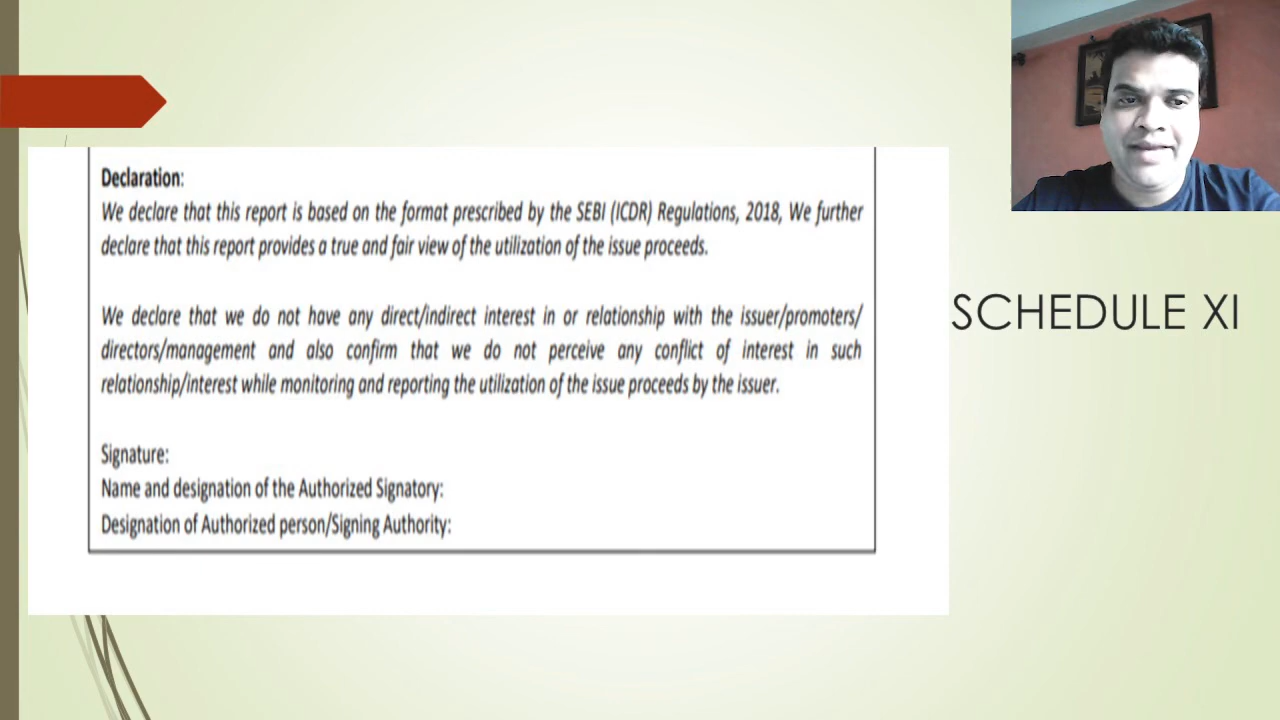 Declaration:
We declare that this report is based on the format prescribed by the SEBI (ICDR) Regulations, 2018, We further
declare that this report provides a true and fair view of the utilization of the issue proceeds.
We declare that we do not have any direct/indirect interest in or relationship with the issuer/promoters/
directors/management and also confirm that we do not perceive any conflict of interest in such
relationship/interest while monitoring and reporting the utilization of the issue proceeds by the issuer.
Signature:
Name and designation of the Authorized Signatory:
Designation of Authorized person/Signing Authority:
SCHEDULE XI